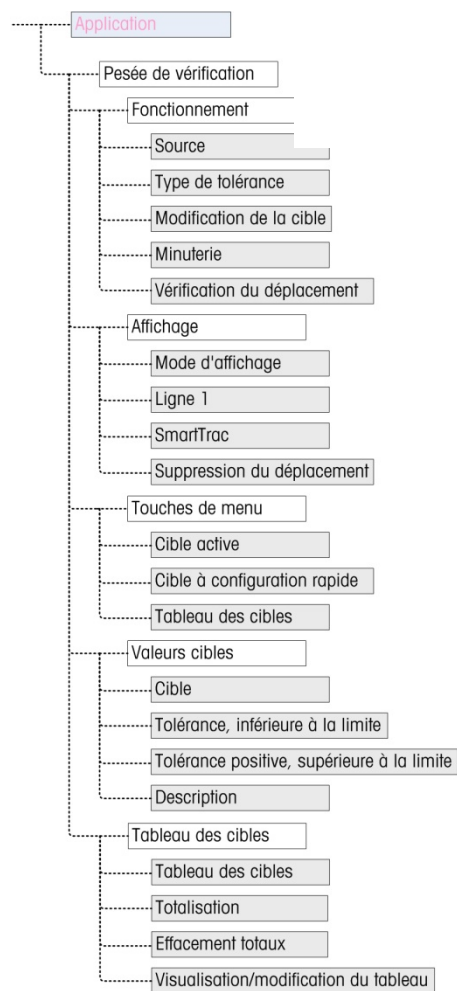 Application
Pesée de vérification
Fonctionnement
Source
Type de tolérance
Modification de la cible
Minuterie
Vérification du déplacement
Affichage
Mode d'affichage
Ligne 1
SmartTrac
Suppression du déplacement
Touches de menu
Cible active
Cible à configuration rapide
Tableau des cibles
Valeurs cibles
Cible
Tolérance, inférieure à la limite
Tolérance positive, supérieure à la limite
Description
Tableau des cibles
Tableau des cibles
Totalisation
Effacement totaux
Visualisation/modification du tableau